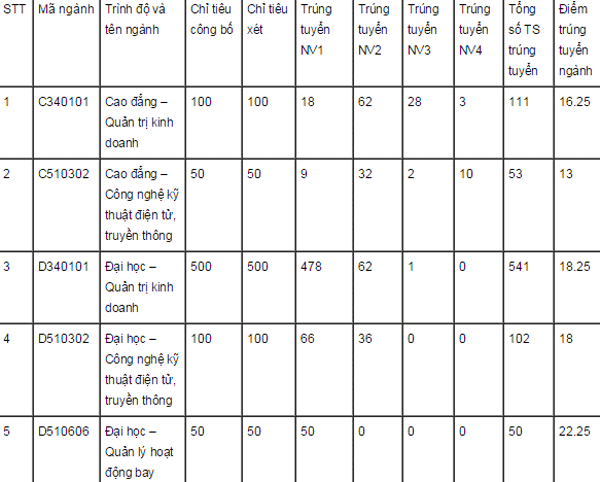 STT Mã ngành Trình độ và Chỉ tiêu Chỉ tiêu Trúng Trúng Trúng Trúng Tổng Điểm
tên ngành công bố xét tuyển tuyển tuyển tuyển số TS trúng
NV1 NV2 NV3 NV4 trúng tuyển
tuyển ngành
1 C340101 Cao đẳng – 100 100 18 62 28 3 111 16.25
Quản trị kinh
doanh
2 C510302 Cao đẳng – 50 50 9 32 2 10 53 13
Công nghệ kỹ
thuật điện tử,
truyền thông
3 D340101 Đại học – 500 500 478 62 1 0 541 18.25
Quản trị kinh
doanh
4 D510302 Đại học – 100 100 66 36 0 0 102 18
Công nghệ kỹ
thuật điện tử,
truyền thông
5 D510606 Đại học – 50 50 50 0 0 0 50 22.25
Quản lý hoạt
động bay